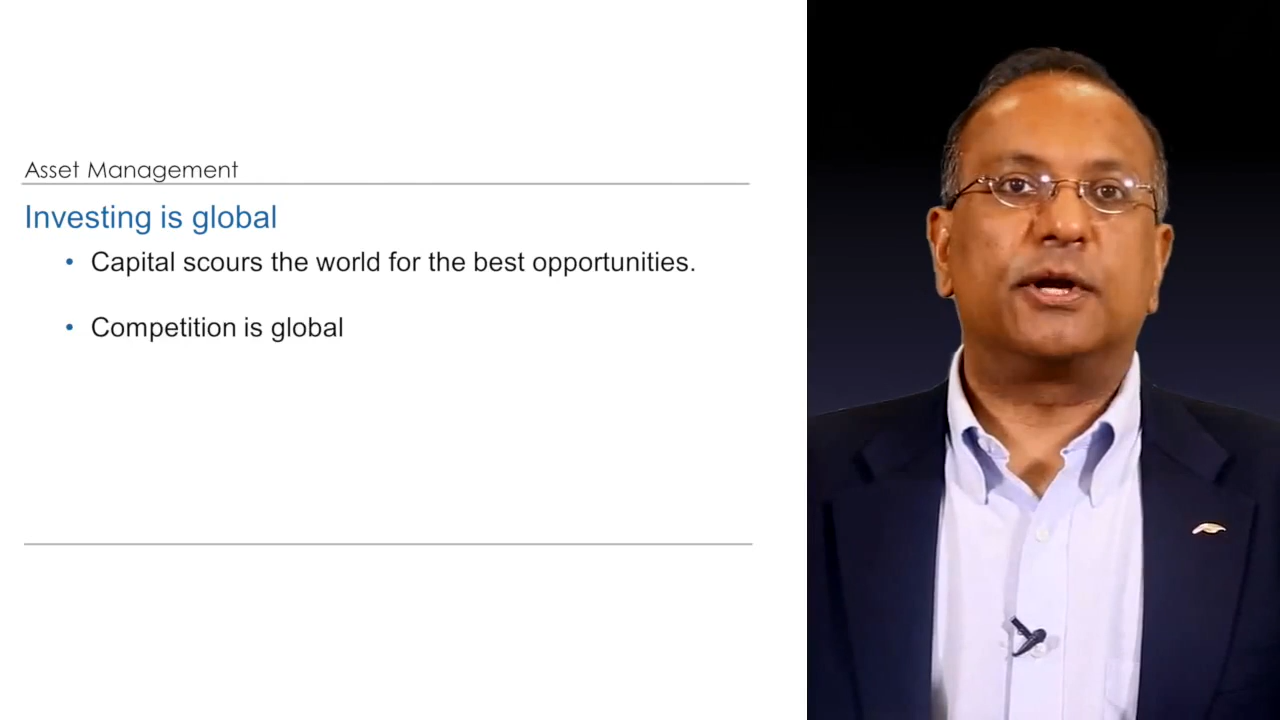 Asset Management
Investing is global
• Capital scours the world for the best opportunities.
• Competition is global